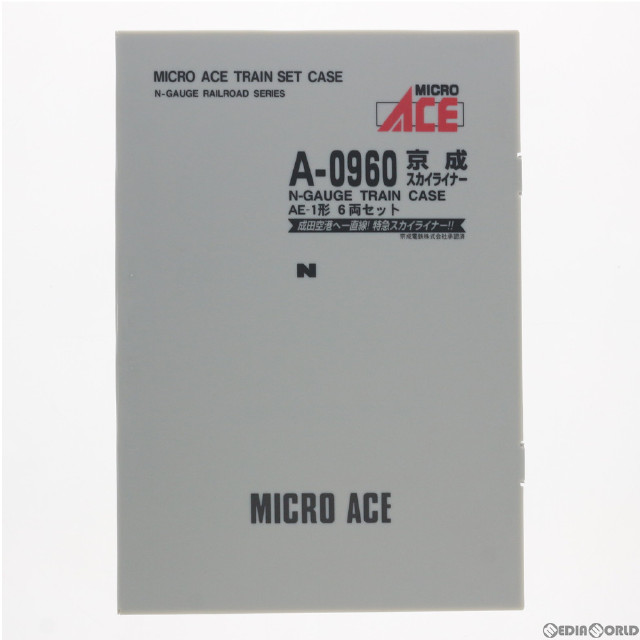 MICRO ACE TRAIN SET CASE
N-GAUGE RAILROAD SERIES
MICRO
ACE
A-0960 京成
スカイライナー
N-GAUGE TRAIN CASE
AE-1形 6両セット
成田空港へ一直線! 特急スカイライナー!!
京成電鉄株式会社承認済
N
MICRO ACE
MEDIAWORLD